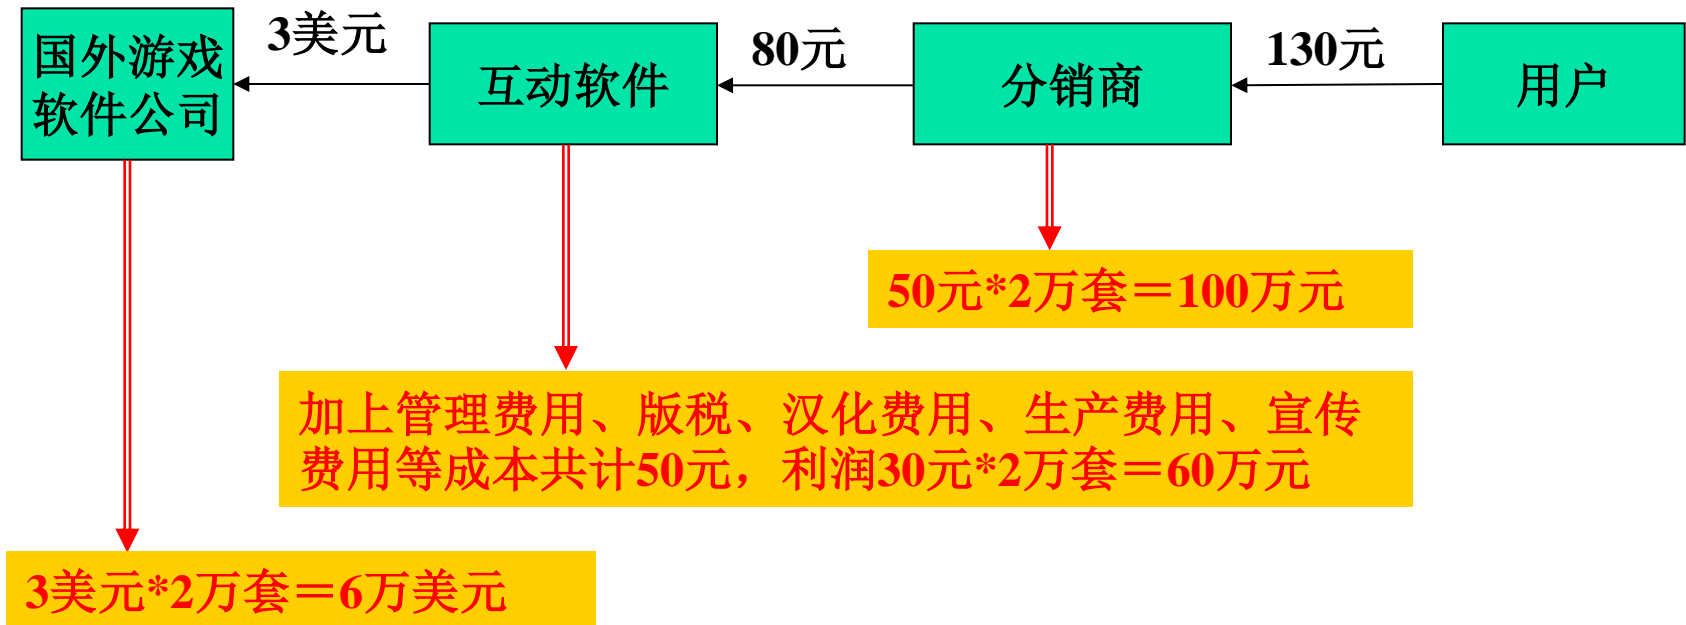 国外游戏
软件公司
3美元
互动软件
80元
分销商
130元
用户
50元*2万套＝100万元
加上管理费用、版税、汉化费用、生产费用、宣传
费用等成本共计50元，利润30元*2万套＝60万元
3美元*2万套＝6万美元